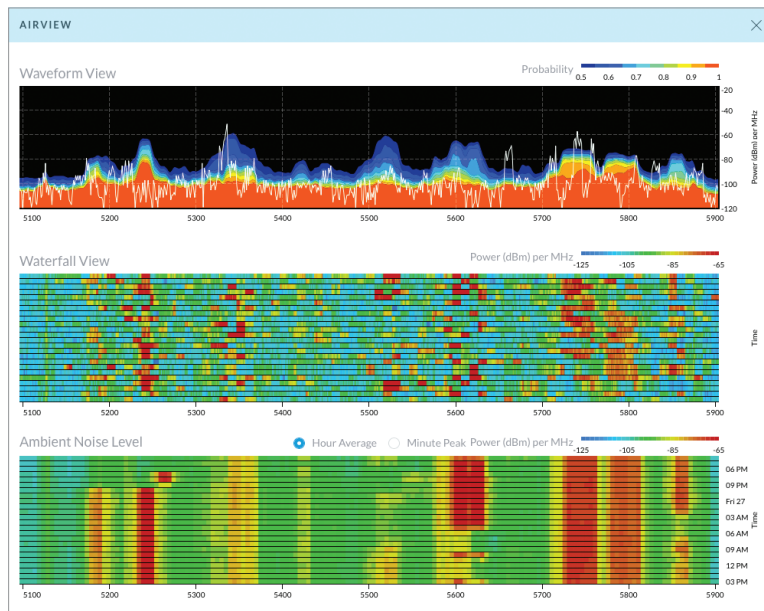 AIRVIEW
Waveform View
Probability
0.5 0.6 0.7 0.8 0.9 1
-20
-40
-60
-80
-100
-120
Power (dBm) per MHz
5100 5200 5300 5400 5500 5600 5700 5800 5900
Waterfall View
Power (dBm) per MHz
-125 -105 -85 -65
Time
5100 5200 5300 5400 5500 5600 5700 5800 5900
Ambient Noise Level
Hour Average Minute Peak Power (dBm) per MHz
-125 -105 -85 -65
6 PM
9 PM
Fri 27
03 AM
6 AM
9 AM
12 PM
03 PM
Time
5100 5200 5300 5400 5500 5600 5700 5800 5900